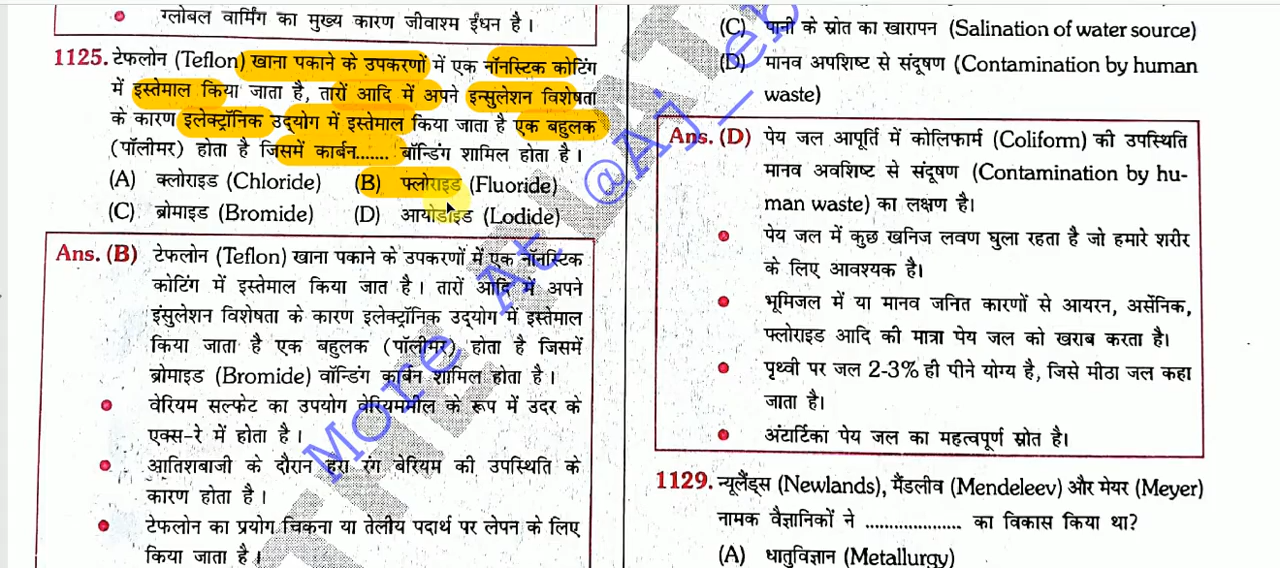 ग्लोबल वार्मिंग का मुख्य कारण जीवाश्म ईंधन है।
1125. टेफलोन (Teflon) खाना पकाने के उपकरणों में एक नॉनस्टिक कोटिंग
में इस्तेमाल किया जाता है, तारों आदि में अपने इन्सुलेशन विशेषता
के कारण इलेक्ट्रॉनिक उद्योग में इस्तेमाल किया जाता है एक बहुलक
(पॉलीमर) होता है जिसमें कार्बन....... बॉन्डिंग शामिल होता है।
(A) क्लोराइड (Chloride) (B) फ्लोराइड (Fluoride)
(C) ब्रोमाइड (Bromide) (D) आयोडाइड (Lodide)
Ans. (B) टेफलोन (Teflon) खाना पकाने के उपकरणों में एक नॉनस्टिक
कोटिंग में इस्तेमाल किया जात है। तारों आदि में अपने
इंसुलेशन विशेषता के कारण इलेक्ट्रॉनिक उद्योग में इस्तेमाल
किया जाता है एक बहुलक (पॉलीमर) होता है जिसमें
ब्रोमाइड (Bromide) वॉन्डिंग कार्बन शामिल होता है।
वेरियम सल्फेट का उपयोग वेरियममील के रूप में उदर के
एक्स-रे में होता है।
आतिशबाजी के दौरान हरा रंग बेरियम की उपस्थिति के
कारण होता है।
टेफलोन का प्रयोग चिकना या तेलीय पदार्थ पर लेपन के लिए
किया जाता है।
(C) पानी के स्रोत का खारापन (Salination of water source)
(D) मानव अपशिष्ट से संदूषण (Contamination by human
waste)
Ans. (D) पेय जल आपूर्ति में कोलिफार्म (Coliform) की उपस्थिति
मानव अवशिष्ट से संदूषण (Contamination by hu-
man waste) का लक्षण है।
पेय जल में कुछ खनिज लवण घुला रहता है जो हमारे शरीर
के लिए आवश्यक है।
भूमिजल में या मानव जनित कारणों से आयरन, अर्सेनिक,
फ्लोराइड आदि की मात्रा पेय जल को खराब करता है।
पृथ्वी पर जल 2-3% ही पीने योग्य है, जिसे मीठा जल कहा
जाता है।
अंटार्टिका पेय जल का महत्वपूर्ण स्रोत है।
1129. न्यूलैंड्स (Newlands), मैंडलीव (Mendeleev) और मेयर (Meyer)
नामक वैज्ञानिकों ने .................... का विकास किया था?
(A) धातुविज्ञान (Metallurgy)
More At @Aj_